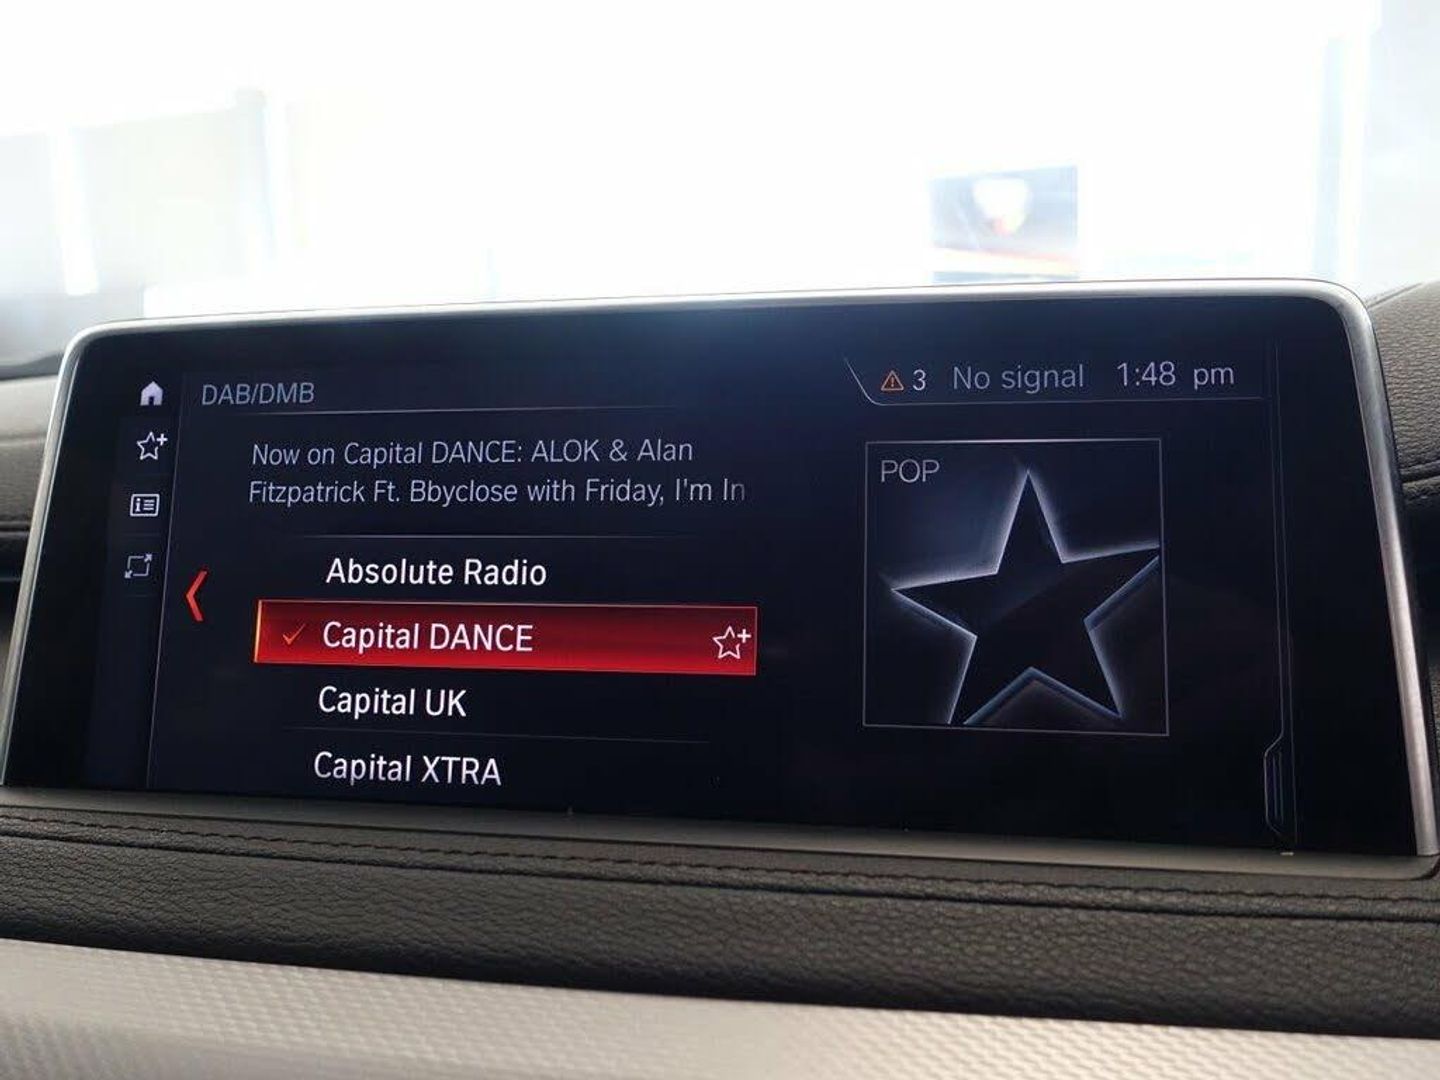 DAB/DMB
3 No signal 1:48 pm
Now on Capital DANCE: ALOK & Alan
Fitzpatrick Ft. Bbyclose with Friday, I'm In
POP
Absolute Radio
Capital DANCE
Capital UK
Capital XTRA